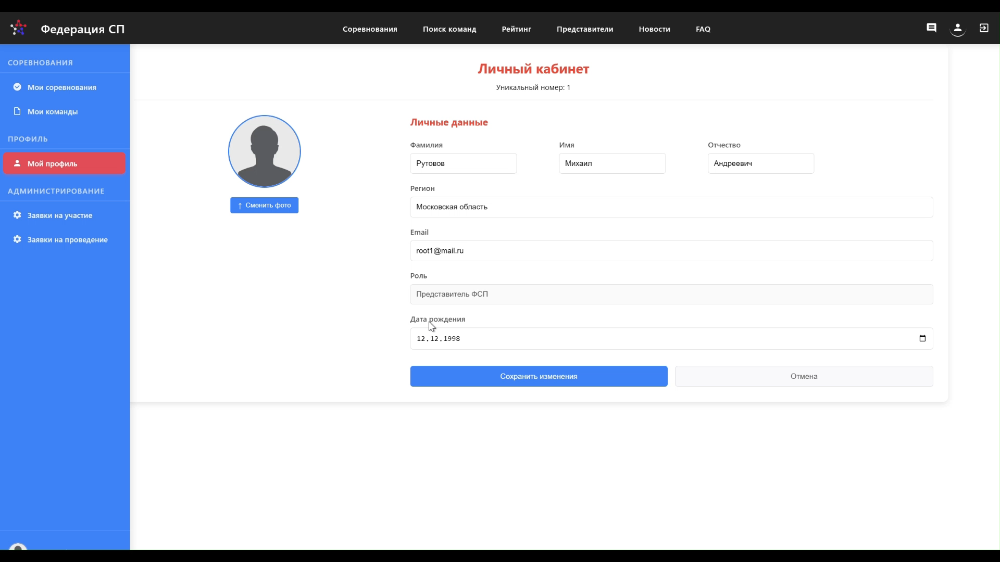 Федерация СП
Соревнования
Поиск команд
Рейтинг
Представители
Новости
FAQ
СОРЕВНОВАНИЯ
Мои соревнования
Мои команды
ПРОФИЛЬ
Мой профиль
АДМИНИСТРИРОВАНИЕ
Заявки на участие
Заявки на проведение
Личный кабинет
Уникальный номер: 1
↑ Сменить фото
Личные данные
Фамилия
Рутовов
Имя
Михаил
Отчество
Андреевич
Регион
Московская область
Email
root1@mail.ru
Роль
Представитель ФСП
Дата рождения
12.12.1998
Сохранить изменения
Отмена